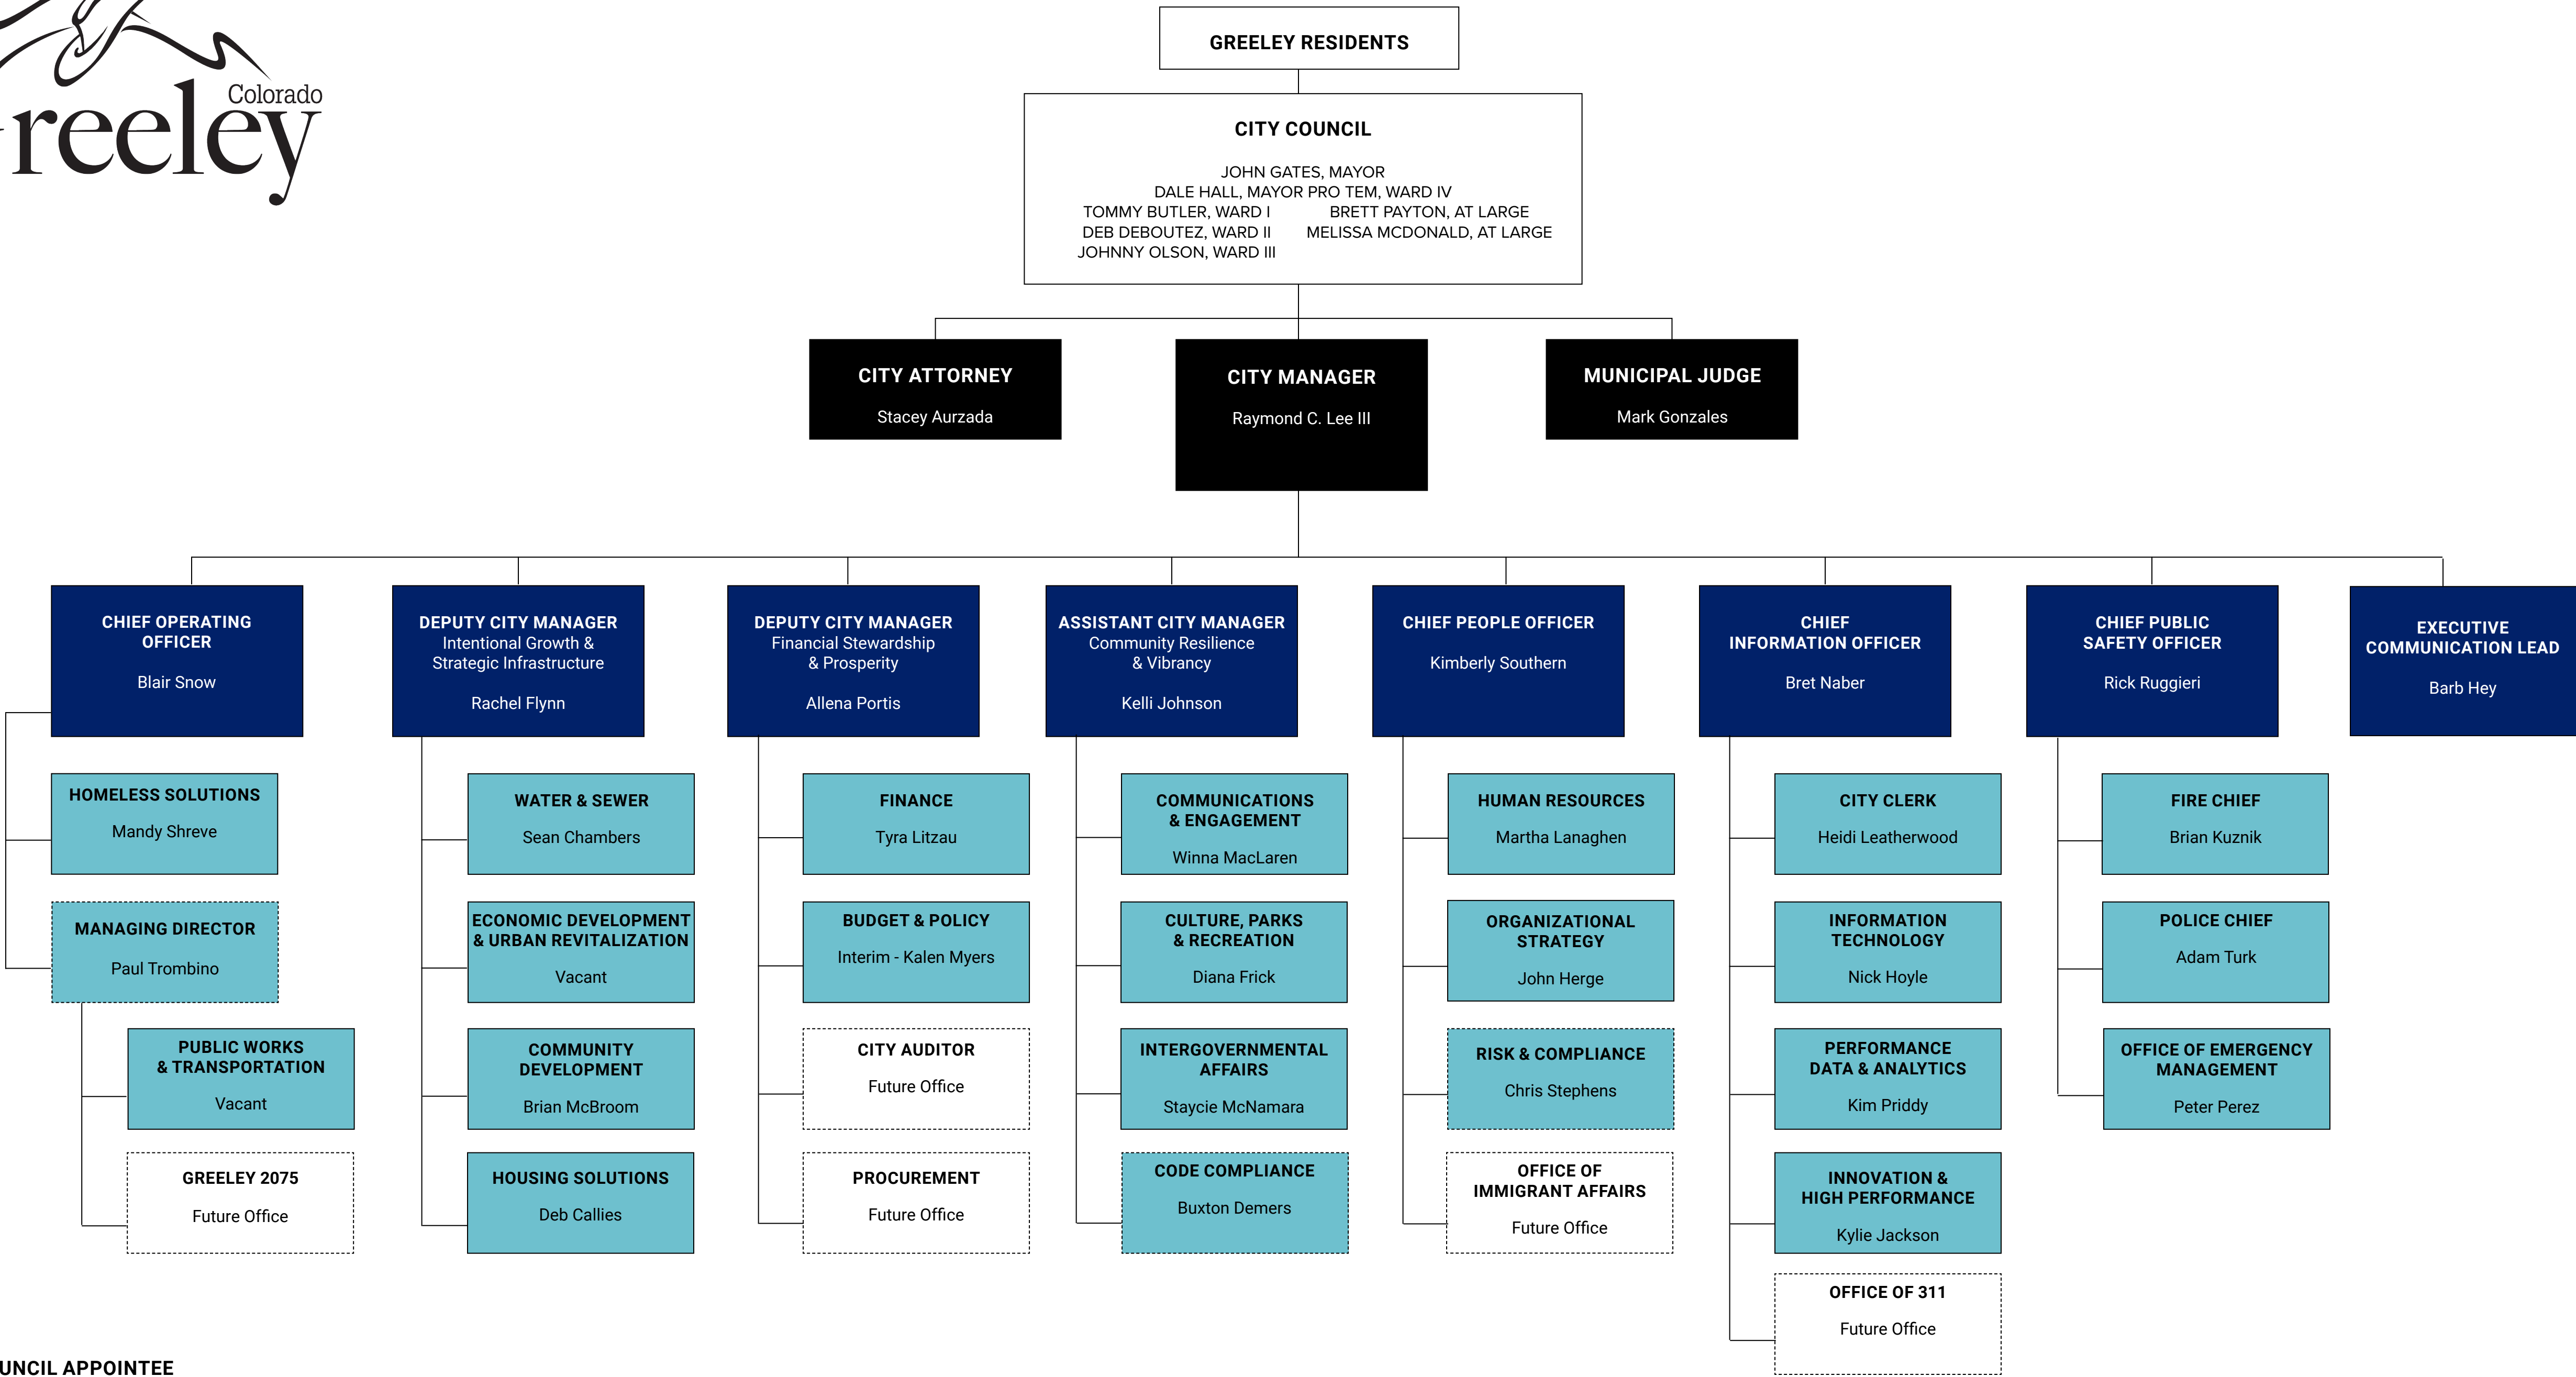 Colorado
reeley
GREELEY RESIDENTS
CITY COUNCIL
JOHN GATES, MAYOR
DALE HALL, MAYOR PRO TEM, WARD IV
TOMMY BUTLER, WARD I
BRETT PAYTON, AT LARGE
DEB DEBOUTEZ, WARD II
MELISSA MCDONALD, AT LARGE
JOHNNY OLSON, WARD III
CITY ATTORNEY
Stacey Aurzada
CITY MANAGER
Raymond C. Lee III
MUNICIPAL JUDGE
Mark Gonzales
CHIEF OPERATING
OFFICER
Blair Snow
DEPUTY CITY MANAGER
Intentional Growth &
Strategic Infrastructure
Rachel Flynn
DEPUTY CITY MANAGER
Financial Stewardship
& Prosperity
Allena Portis
ASSISTANT CITY MANAGER
Community Resilience
& Vibrancy
Kelli Johnson
CHIEF PEOPLE OFFICER
Kimberly Southern
CHIEF
INFORMATION OFFICER
Bret Naber
CHIEF PUBLIC
SAFETY OFFICER
Rick Ruggieri
EXECUTIVE
COMMUNICATION LEAD
Barb Hey
HOMELESS SOLUTIONS
Mandy Shreve
MANAGING DIRECTOR
Paul Trombino
PUBLIC WORKS
& TRANSPORTATION
Vacant
GREELEY 2075
Future Office
WATER & SEWER
Sean Chambers
ECONOMIC DEVELOPMENT
& URBAN REVITALIZATION
Vacant
COMMUNITY
DEVELOPMENT
Brian McBroom
HOUSING SOLUTIONS
Deb Callies
FINANCE
Tyra Litzau
BUDGET & POLICY
Interim - Kalen Myers
CITY AUDITOR
Future Office
PROCUREMENT
Future Office
COMMUNICATIONS
& ENGAGEMENT
Winna MacLaren
CULTURE, PARKS
& RECREATION
Diana Frick
INTERGOVERNMENTAL
AFFAIRS
Staycie McNamara
CODE COMPLIANCE
Buxton Demers
HUMAN RESOURCES
Martha Lanaghen
ORGANIZATIONAL
STRATEGY
John Herge
RISK & COMPLIANCE
Chris Stephens
OFFICE OF
IMMIGRANT AFFAIRS
Future Office
CITY CLERK
Heidi Leatherwood
INFORMATION
TECHNOLOGY
Nick Hoyle
PERFORMANCE
DATA & ANALYTICS
Kim Priddy
INNOVATION &
HIGH PERFORMANCE
Kylie Jackson
OFFICE OF 311
Future Office
FIRE CHIEF
Brian Kuznik
POLICE CHIEF
Adam Turk
OFFICE OF EMERGENCY
MANAGEMENT
Peter Perez
UNCIL APPOINTEE